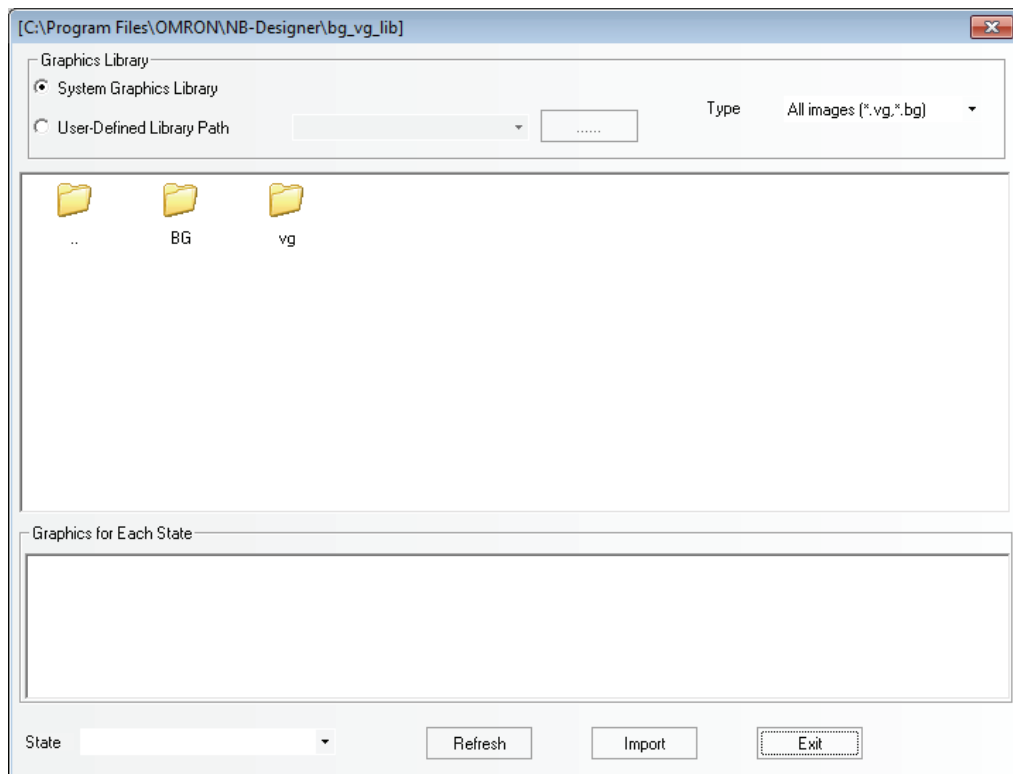 [C:\Program Files\OMRON\NB-Designer\bg_vg_lib]
Graphics Library
System Graphics Library
Type All images (*.vg,*.bg)
User-Defined Library Path ......
.. BG vg
Graphics for Each State
State Refresh Import Exit